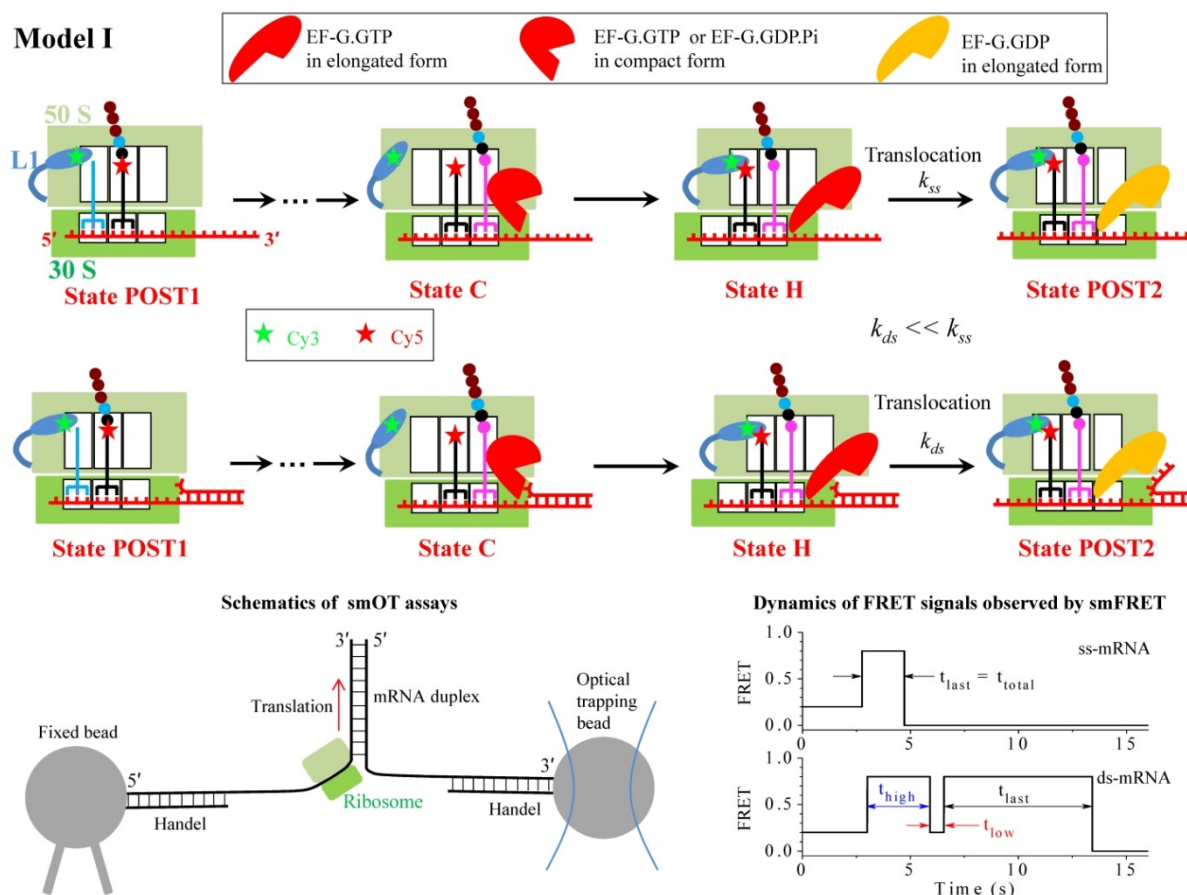 Model I
EF-G.GTP
in elongated form
EF-G.GTP or EF-G.GDP.Pi
in compact form
EF-G.GDP
in elongated form
50 S
L1
5′
3′
30 S
Translocation
k_ss
State POST1
State C
State H
State POST2
Cy3
Cy5
k_ds << k_ss
Translocation
k_ds
State POST1
State C
State H
State POST2
Schematics of smOT assays
3′
5′
mRNA duplex
Translation
Fixed bead
5′
Handel
Ribosome
Handel
3′
Optical
trapping
bead
Dynamics of FRET signals observed by smFRET
FRET
1.0
0.5
0.0
ss-mRNA
t_last = t_total
0
5
10
15
FRET
1.0
0.5
0.0
ds-mRNA
t_high
t_low
t_last
0
5
10
15
Time (s)